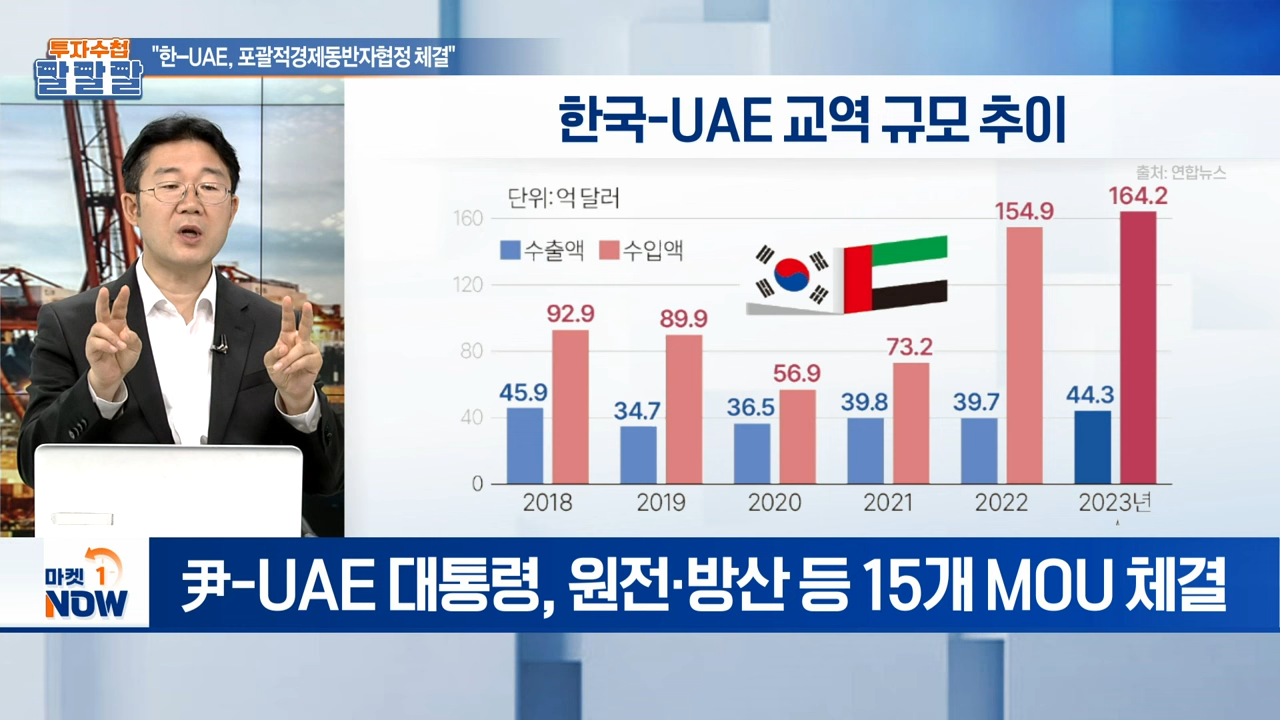 투자수첩
팔팔팔
"한-UAE, 포괄적경제동반자협정 체결"
한국-UAE 교역 규모 추이
출처: 연합뉴스
단위: 억 달러
수출액 수입액
160
120
80
40
0
45.9 92.9
34.7 89.9
36.5 56.9
39.8 73.2
39.7 154.9
44.3 164.2
2018 2019 2020 2021 2022 2023년
마켓 1
NOW
尹-UAE 대통령, 원전·방산 등 15개 MOU 체결